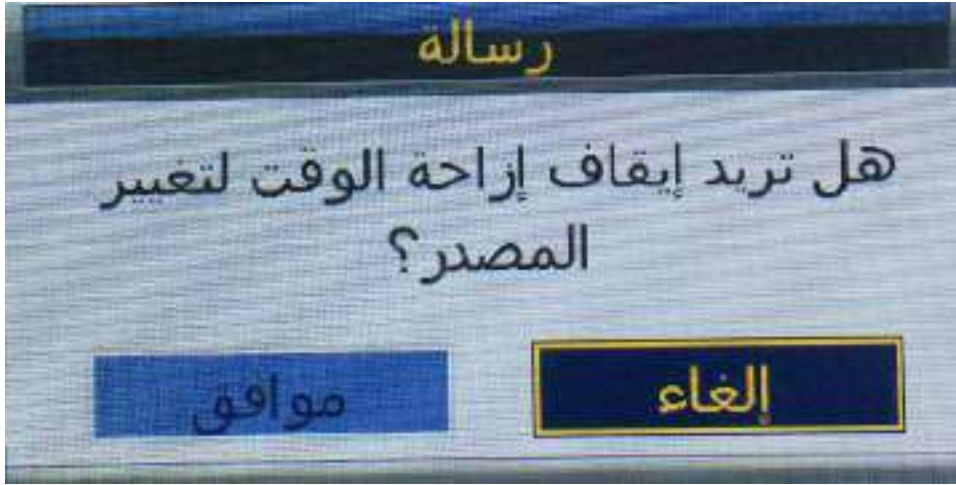 رسالة
هل تريد إيقاف إزاحة الوقت لتغيير
المصدر؟
إلغاء
موافق